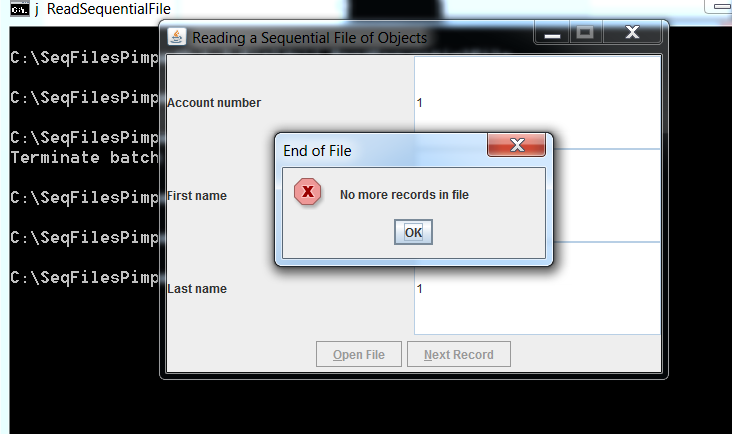 j ReadSequentialFile
Reading a Sequential File of Objects
C:\SeqFilesPimp
C:\SeqFilesPimp
Account number
1
C:\SeqFilesPimp
Terminate batch
End of File
No more records in file
OK
C:\SeqFilesPimp
First name
C:\SeqFilesPimp
C:\SeqFilesPimp
Last name
1
Open File
Next Record